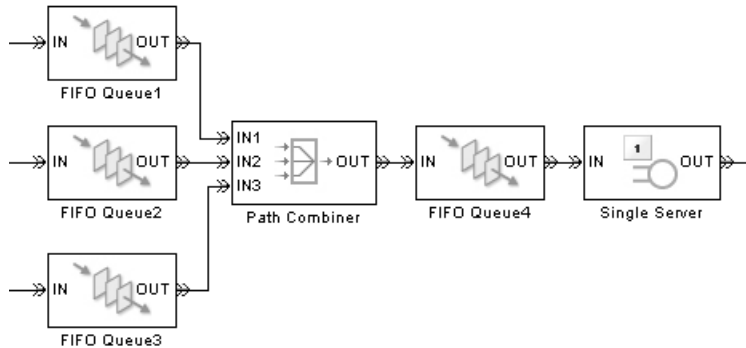 IN OUT
FIFO Queue1
IN OUT
FIFO Queue2
IN OUT
FIFO Queue3
IN1
IN2 OUT
IN3
Path Combiner
IN OUT
FIFO Queue4
1
IN OUT
Single Server